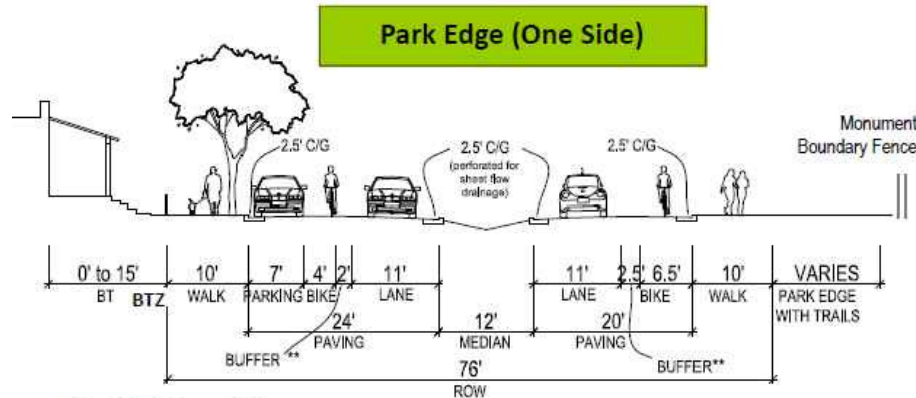 Park Edge (One Side)
2.5' C/G
2.5' C/G
(perforated for
sheet flow
drainage)
2.5' C/G
Monument
Boundary Fence
0' to 15'
10'
7'
4'
2'
11'
11'
2.5'
6.5'
10'
VARIES
BT
BTZ
WALK
PARKING
BIKE
LANE
LANE
BIKE
WALK
PARK EDGE
WITH TRAILS
24'
12'
20'
PAVING
MEDIAN
PAVING
BUFFER **
BUFFER**
76'
ROW